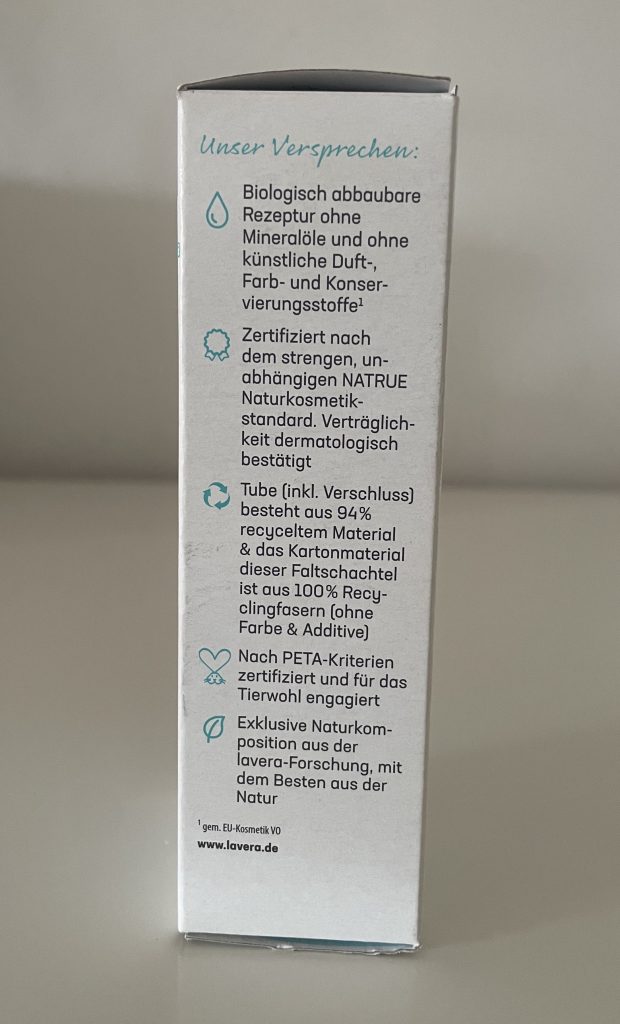 Unser Versprechen:
Biologisch abbaubare
Rezeptur ohne
Mineralöle und ohne
künstliche Duft-,
Farb- und Konser-
vierungsstoffe¹
Zertifiziert nach
dem strengen, un-
abhängigen NATRUE
Naturkosmetik-
standard. Verträglich-
keit dermatologisch
bestätigt
Tube (inkl. Verschluss)
besteht aus 94%
recyceltem Material
& das Kartonmaterial
dieser Faltschachtel
ist aus 100% Recy-
clingfasern (ohne
Farbe & Additive)
Nach PETA-Kriterien
zertifiziert und für das
Tierwohl engagiert
Exklusive Naturkom-
position aus der
lavera-Forschung, mit
dem Besten aus der
Natur
¹ gem. EU-Kosmetik VO
www.lavera.de